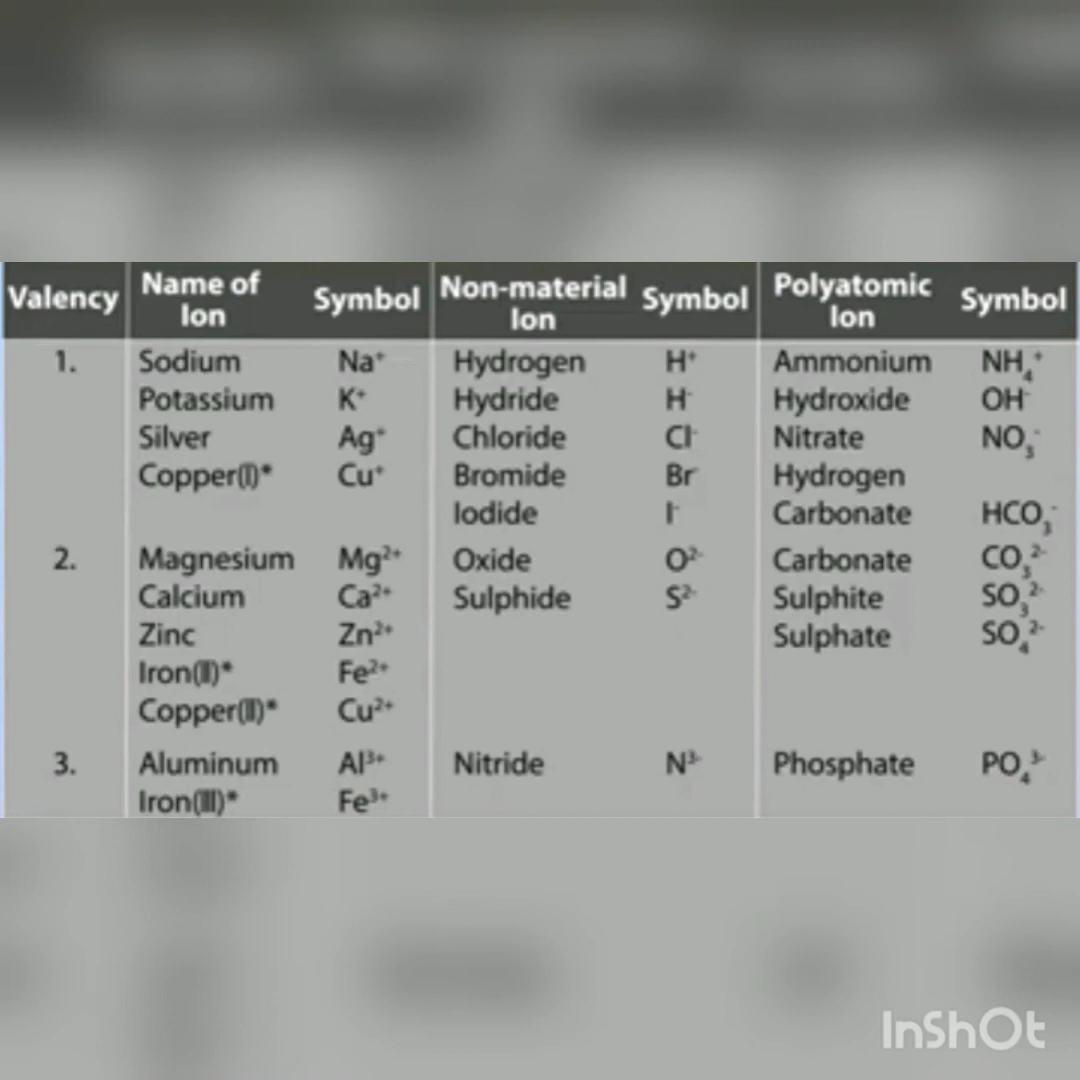 Valency Name of Ion Symbol Non-material Ion Symbol Polyatomic Ion Symbol
1. Sodium Na⁺ Hydrogen H⁺ Ammonium NH₄⁺
Potassium K⁺ Hydride H⁻ Hydroxide OH⁻
Silver Ag⁺ Chloride Cl⁻ Nitrate NO₃⁻
Copper(I)* Cu⁺ Bromide Br⁻ Hydrogen
Iodide I⁻ Carbonate HCO₃⁻
2. Magnesium Mg²⁺ Oxide O²⁻ Carbonate CO₃²⁻
Calcium Ca²⁺ Sulphide S²⁻ Sulphite SO₃²⁻
Zinc Zn²⁺ Sulphate SO₄²⁻
Iron(II)* Fe²⁺
Copper(II)* Cu²⁺
3. Aluminum Al³⁺ Nitride N³⁻ Phosphate PO₄³⁻
Iron(III)* Fe³⁺
InShOt